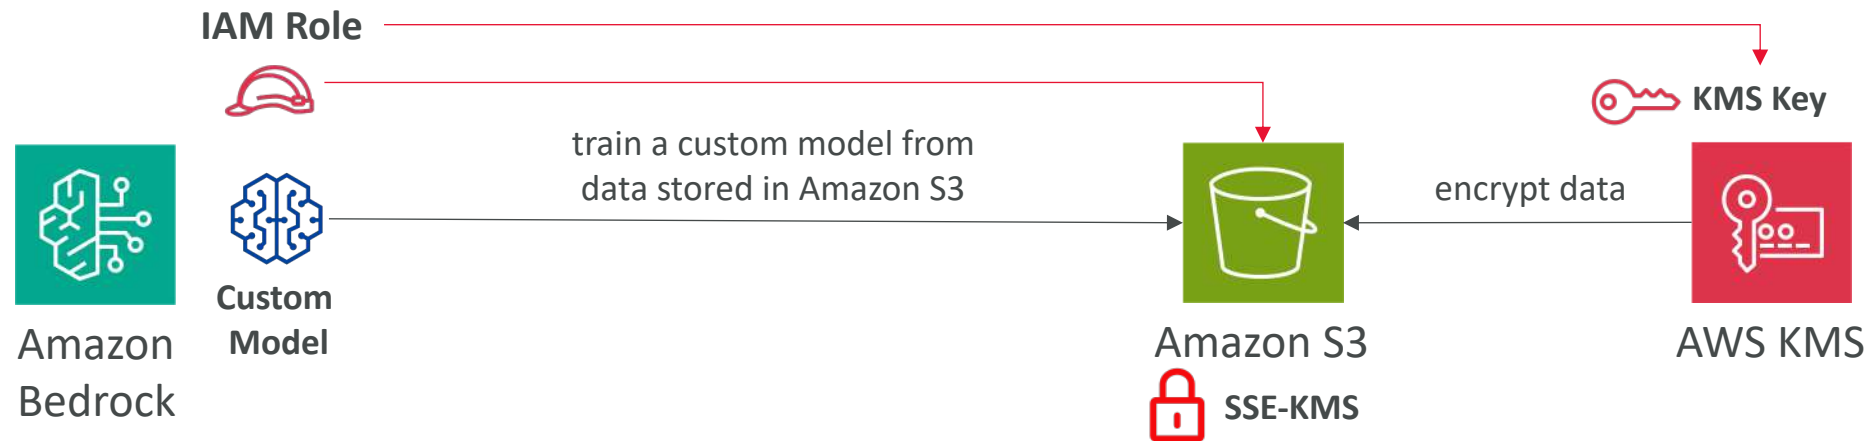 IAM Role
KMS Key
train a custom model from
data stored in Amazon S3
encrypt data
Custom
Model
Amazon
Bedrock
Amazon S3
AWS KMS
SSE-KMS